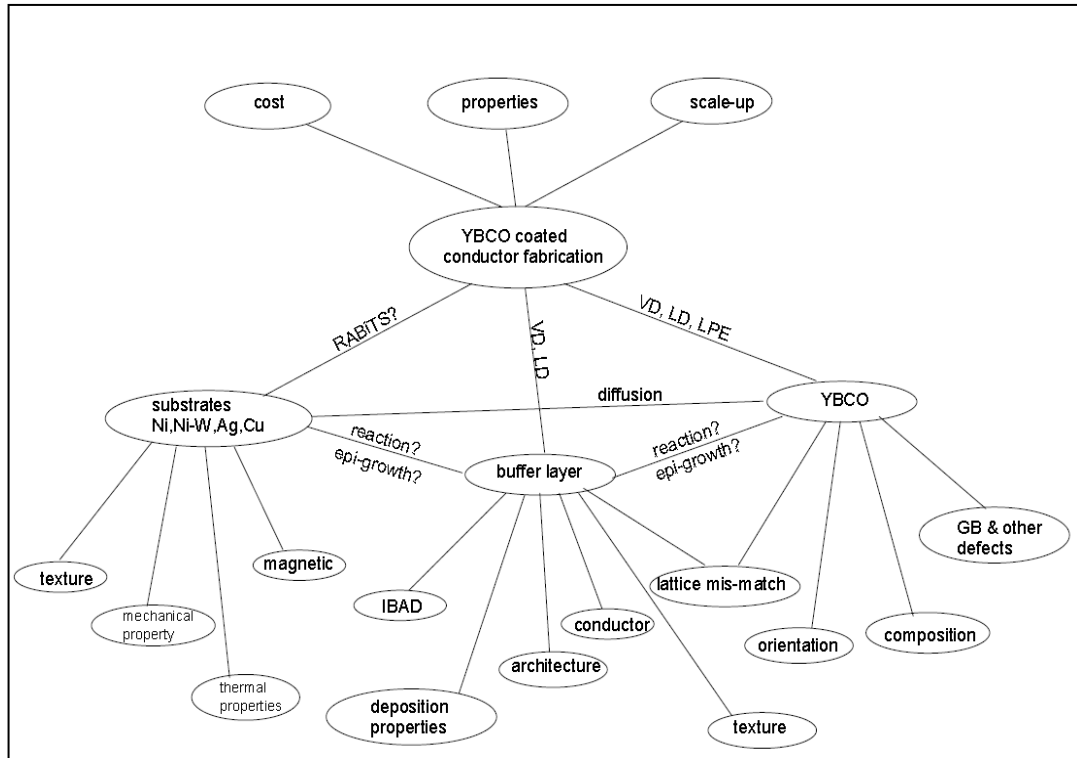 cost
properties
scale-up
YBCO coated
conductor fabrication
RABiTS?
VD, LD
VD, LD, LPE
substrates
Ni,Ni-W,Ag,Cu
diffusion
YBCO
reaction?
epi-growth?
buffer layer
reaction?
epi-growth?
texture
mechanical
property
thermal
properties
magnetic
IBAD
deposition
properties
architecture
conductor
lattice mis-match
texture
orientation
composition
GB & other
defects